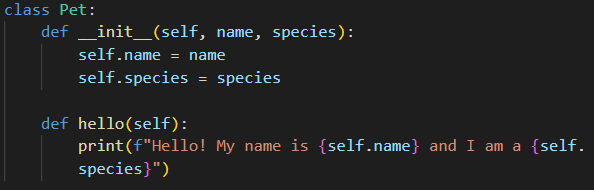 class Pet:
    def __init__(self, name, species):
        self.name = name
        self.species = species

    def hello(self):
        print(f"Hello! My name is {self.name} and I am a {self.
        species}")